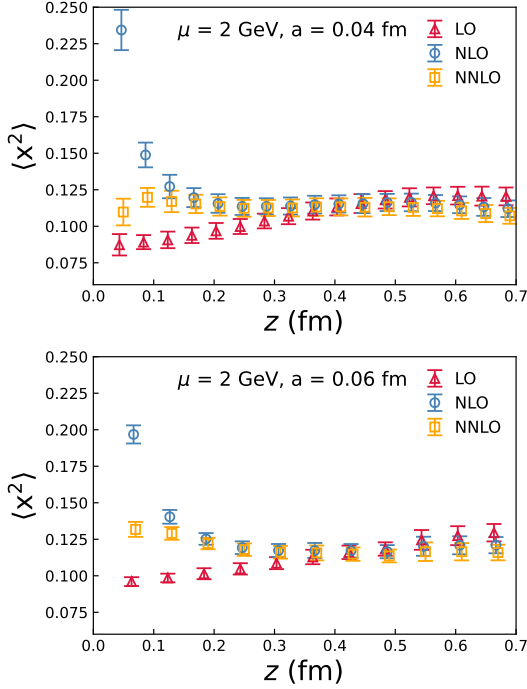 0.250
0.225
0.200
0.175
0.150
0.125
0.100
0.075
⟨x²⟩
μ = 2 GeV, a = 0.04 fm
LO
NLO
NNLO
0.0 0.1 0.2 0.3 0.4 0.5 0.6 0.7
z (fm)
0.250
0.225
0.200
0.175
0.150
0.125
0.100
0.075
⟨x²⟩
μ = 2 GeV, a = 0.06 fm
LO
NLO
NNLO
0.0 0.1 0.2 0.3 0.4 0.5 0.6 0.7
z (fm)